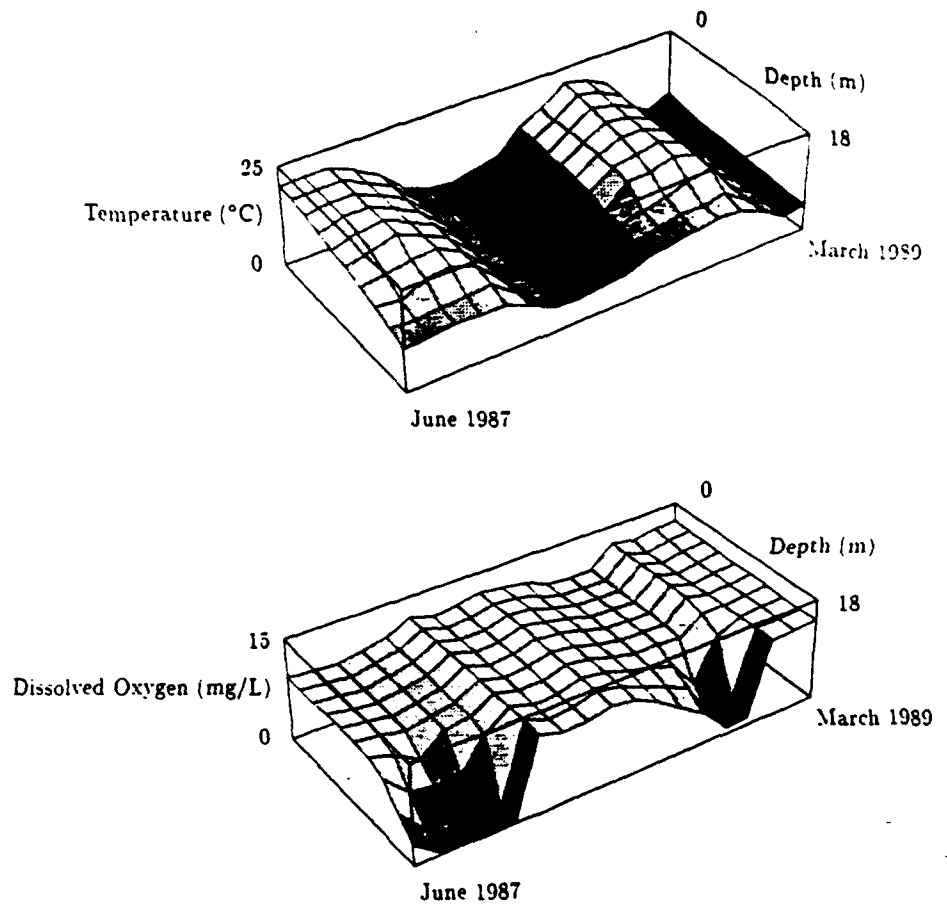 0
Depth (m)
18
25
Temperature (°C)
0
March 1989
June 1987
0
Depth (m)
18
15
Dissolved Oxygen (mg/L)
0
March 1989
June 1987